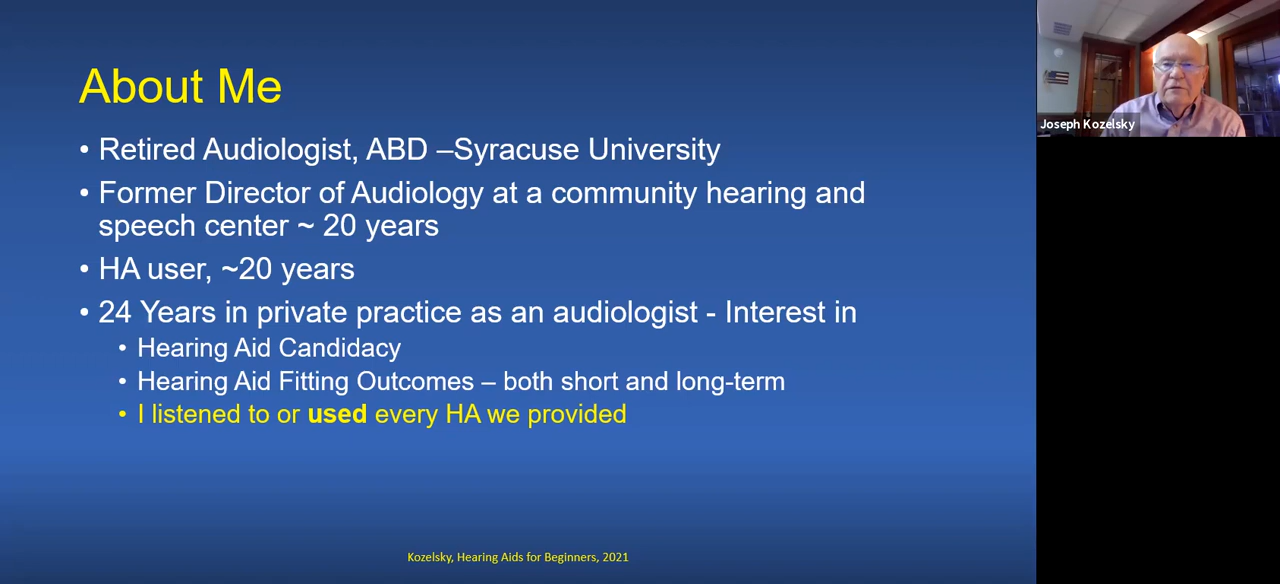 About Me
• Retired Audiologist, ABD –Syracuse University
• Former Director of Audiology at a community hearing and
speech center ~ 20 years
• HA user, ~20 years
• 24 Years in private practice as an audiologist - Interest in
• Hearing Aid Candidacy
• Hearing Aid Fitting Outcomes – both short and long-term
• I listened to or used every HA we provided
Kozelsky, Hearing Aids for Beginners, 2021
Joseph Kozelsky